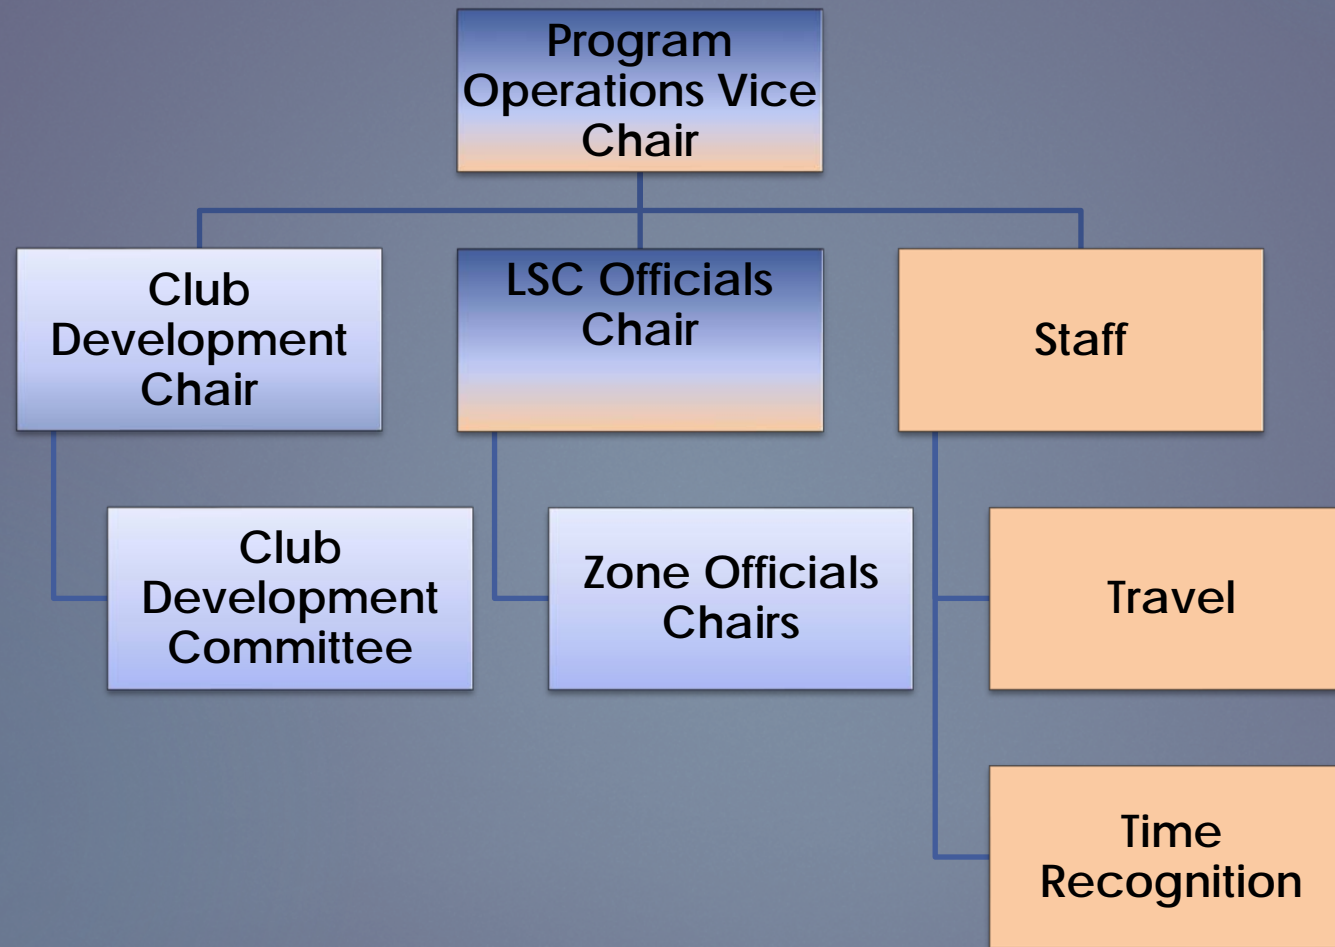 Program
Operations Vice
Chair
Club
Development
Chair
LSC Officials
Chair
Staff
Club
Development
Committee
Zone Officials
Chairs
Travel
Time
Recognition